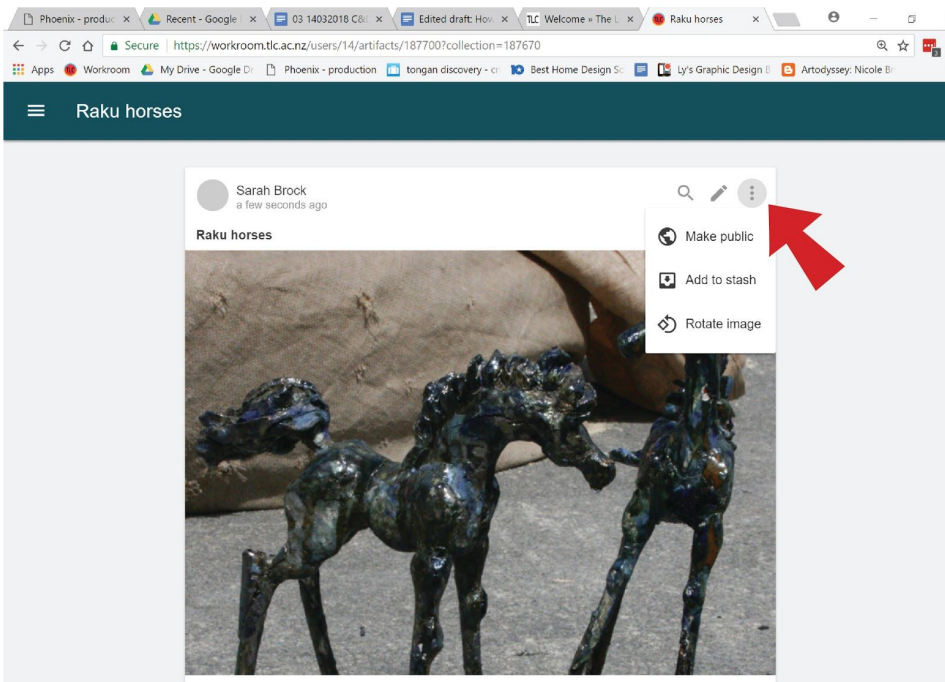 Phoenix - produc
Recent - Google
03 14032018 C&
Edited draft: How
TLC Welcome » The L
Raku horses
Secure https://workroom.tlc.ac.nz/users/14/artifacts/187700?collection=187670
Apps Workroom My Drive - Google Dr Phoenix - production tongan discovery - cr Best Home Design Sc Ly's Graphic Design B Artodyssey: Nicole Br
Raku horses
Sarah Brock
a few seconds ago
Raku horses
Make public
Add to stash
Rotate image